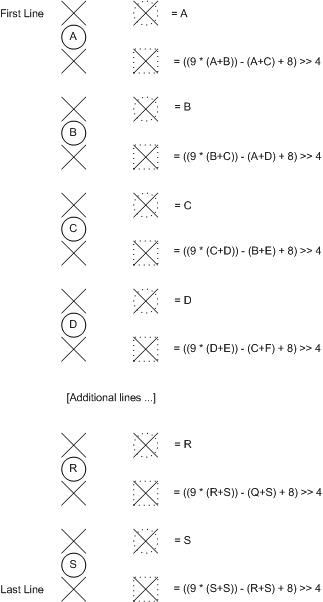 First Line = A
A
= ((9 * (A+B)) - (A+C) + 8) >> 4
= B
B
= ((9 * (B+C)) - (A+D) + 8) >> 4
= C
C
= ((9 * (C+D)) - (B+E) + 8) >> 4
= D
D
= ((9 * (D+E)) - (C+F) + 8) >> 4
[Additional lines ...]
= R
R
= ((9 * (R+S)) - (Q+S) + 8) >> 4
= S
S
Last Line = ((9 * (S+S)) - (R+S) + 8) >> 4